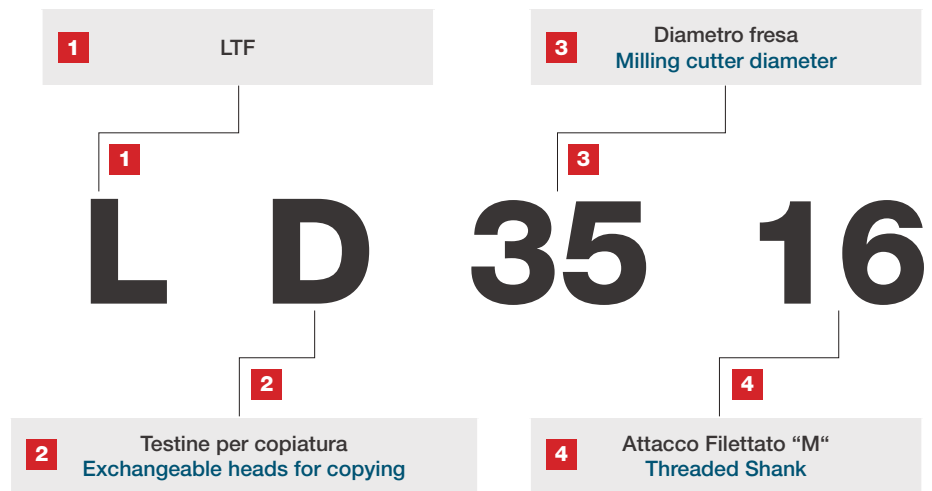 1 LTF
3 Diametro fresa
Milling cutter diameter
1
3
L D 35 16
2
4
2 Testine per copiatura
Exchangeable heads for copying
4 Attacco Filettato “M“
Threaded Shank